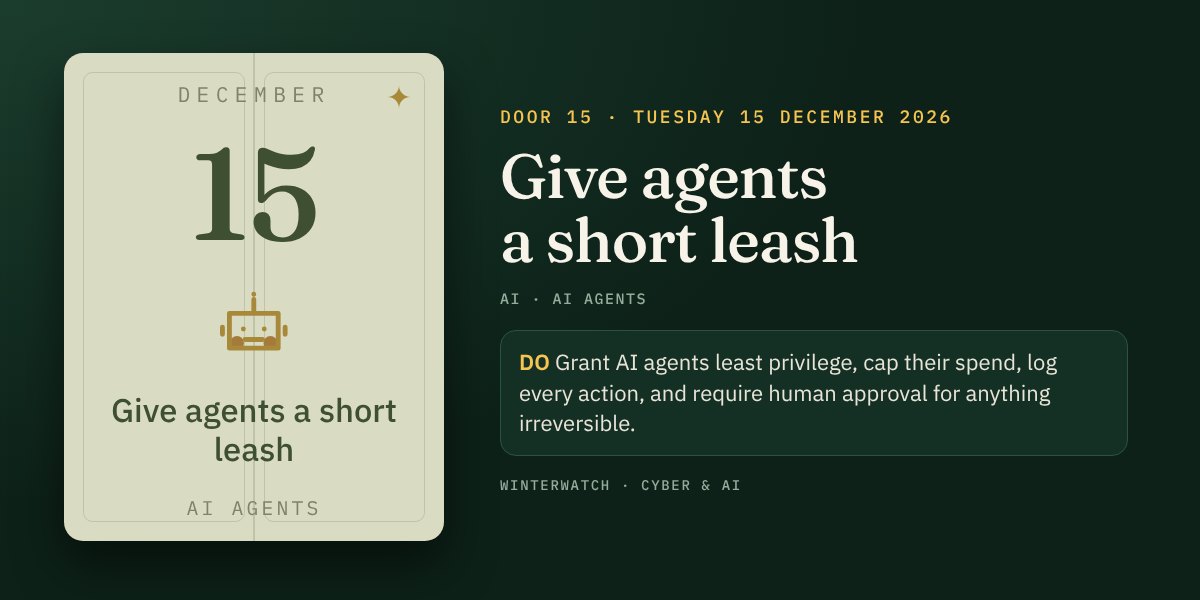 DECEMBER
15
Give agents a short
leash
AI AGENTS
DOOR 15 · TUESDAY 15 DECEMBER 2026
Give agents
a short leash
AI · AI AGENTS
DO Grant AI agents least privilege, cap their spend, log
every action, and require human approval for anything
irreversible.
WINTERWATCH · CYBER & AI